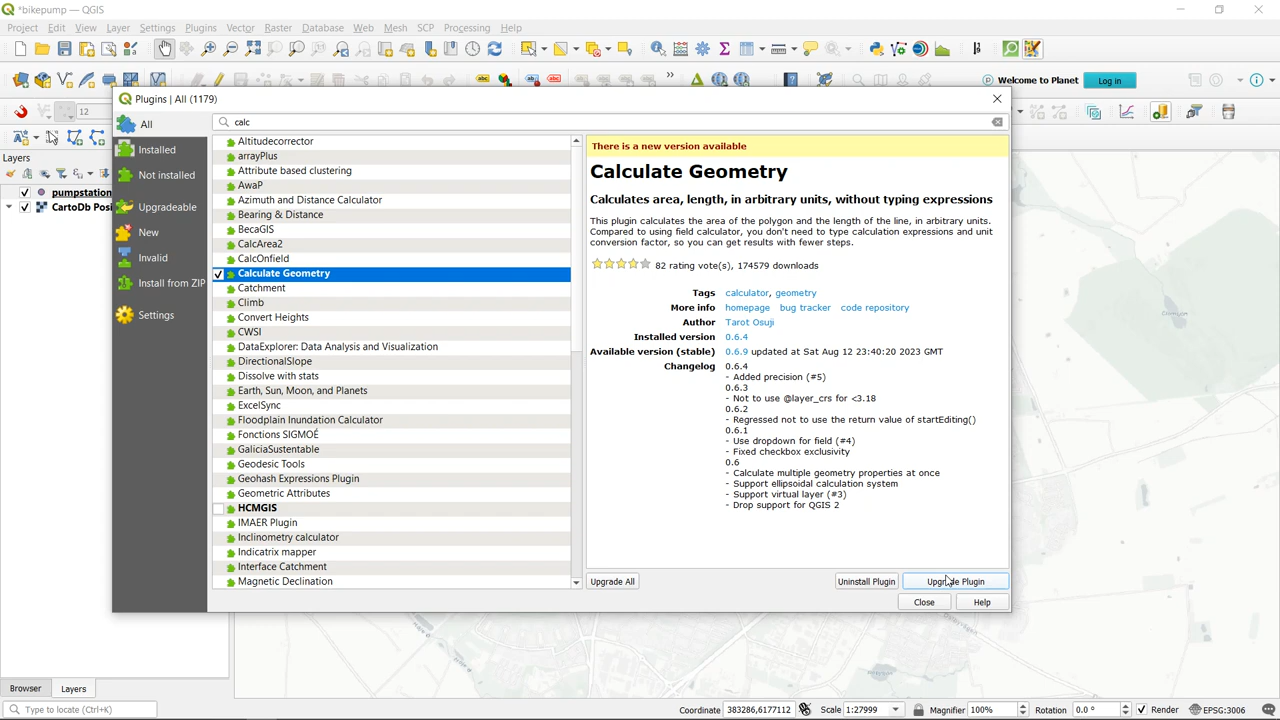 *bikepump — QGIS
Project Edit View Layer Settings Plugins Vector Raster Database Web Mesh SCP Processing Help
Welcome to Planet Log in
12
Layers
pumpstation
CartoDb Posi
Plugins | All (1179)
All
Installed
Not installed
Upgradeable
New
Invalid
Install from ZIP
Settings
calc
Altitudecorrector
arrayPlus
Attribute based clustering
AwaP
Azimuth and Distance Calculator
Bearing & Distance
BecaGIS
CalcArea2
CalcOnfield
Calculate Geometry
Catchment
Climb
Convert Heights
CWSI
DataExplorer: Data Analysis and Visualization
DirectionalSlope
Dissolve with stats
Earth, Sun, Moon, and Planets
ExcelSync
Floodplain Inundation Calculator
Fonctions SIGMOÉ
GaliciaSustentable
Geodesic Tools
Geohash Expressions Plugin
Geometric Attributes
HCMGIS
IMAER Plugin
Inclinometry calculator
Indicatrix mapper
Interface Catchment
Magnetic Declination
There is a new version available
Calculate Geometry
Calculates area, length, in arbitrary units, without typing expressions
This plugin calculates the area of the polygon and the length of the line, in arbitrary units.
Compared to using field calculator, you don't need to type calculation expressions and unit
conversion factor, so you can get results with fewer steps.
82 rating vote(s), 174579 downloads
Tags calculator, geometry
More info homepage bug tracker code repository
Author Tarot Osuji
Installed version 0.6.4
Available version (stable) 0.6.9 updated at Sat Aug 12 23:40:20 2023 GMT
Changelog 0.6.4
- Added precision (#5)
0.6.3
- Not to use @layer_crs for <3.18
0.6.2
- Regressed not to use the return value of startEditing()
0.6.1
- Use dropdown for field (#4)
- Fixed checkbox exclusivity
0.6
- Calculate multiple geometry properties at once
- Support ellipsoidal calculation system
- Support virtual layer (#3)
- Drop support for QGIS 2
Upgrade All Uninstall Plugin Upgrade Plugin
Close Help
Browser Layers
Type to locate (Ctrl+K) Coordinate 383286,6177112 Scale 1:27999 Magnifier 100% Rotation 0.0 ° Render EPSG:3006